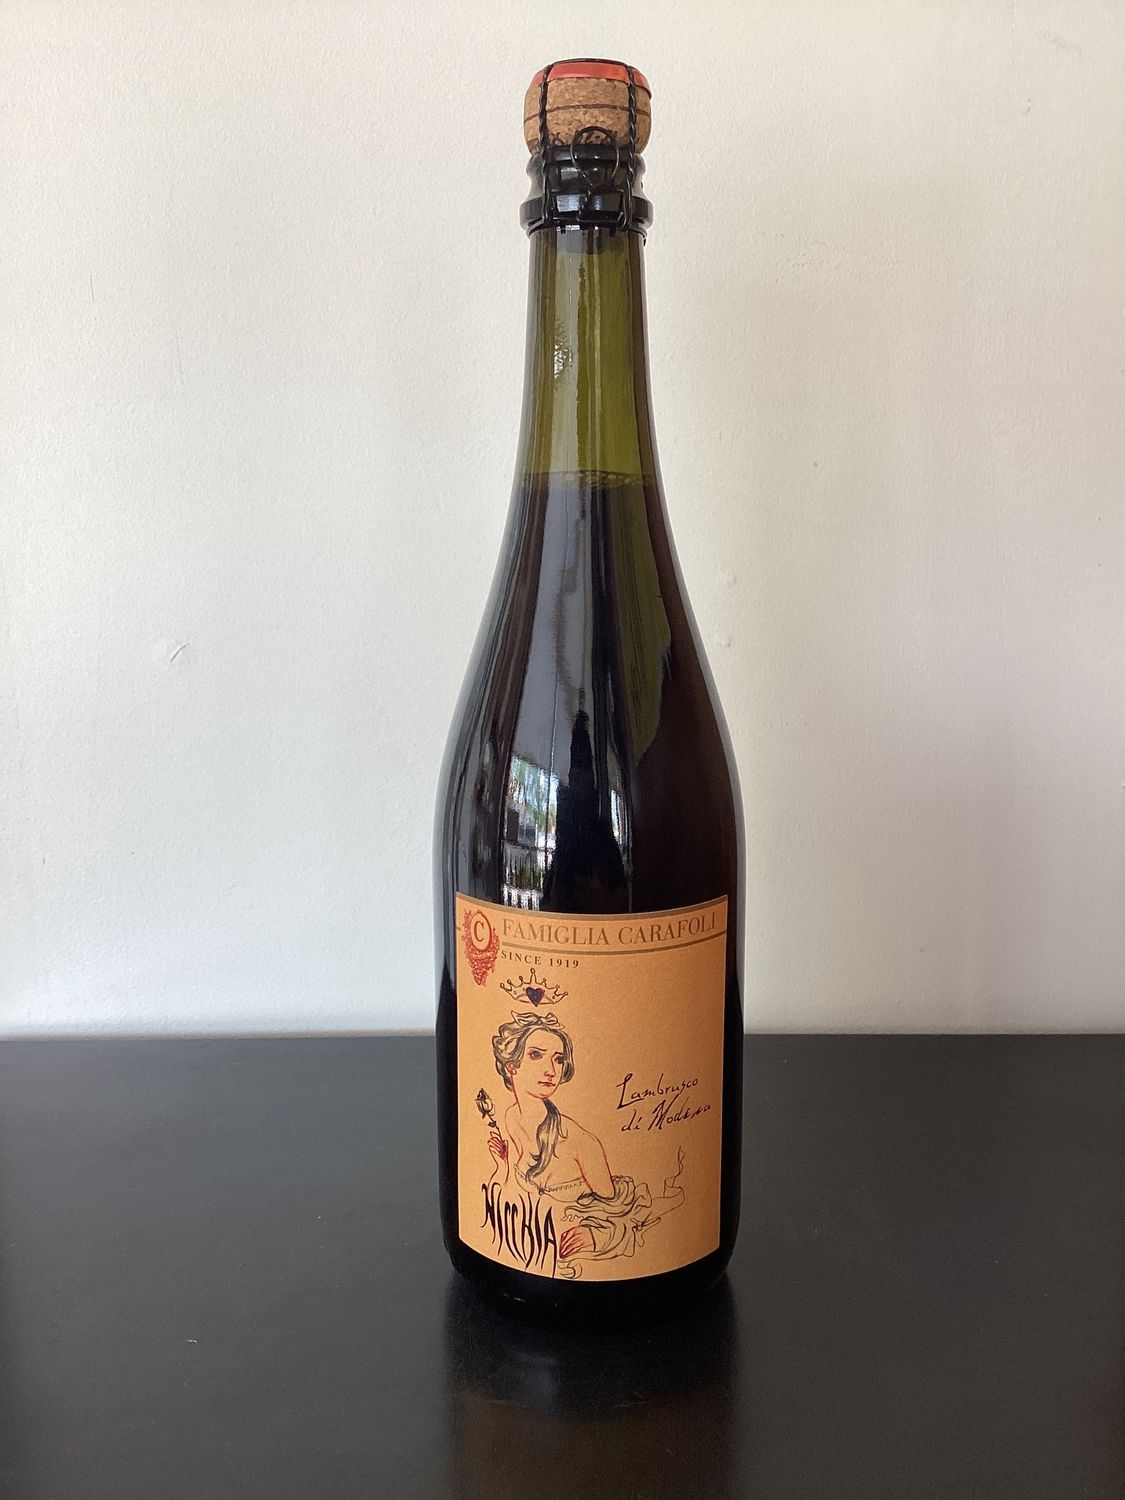 C
FAMIGLIA CARAFOLI
SINCE 1919
Lambrusco
di Modena
NICCHIA